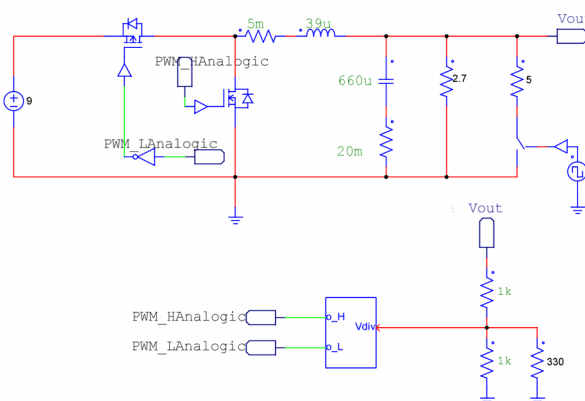 5m
39u
Vou
PWM_HAnalogic
660u
2.7
5
9
20m
PWM_LAnalogic
Vout
1k
PWM_HAnalogic
o_H
Vdiv
PWM_LAnalogic
o_L
1k
330